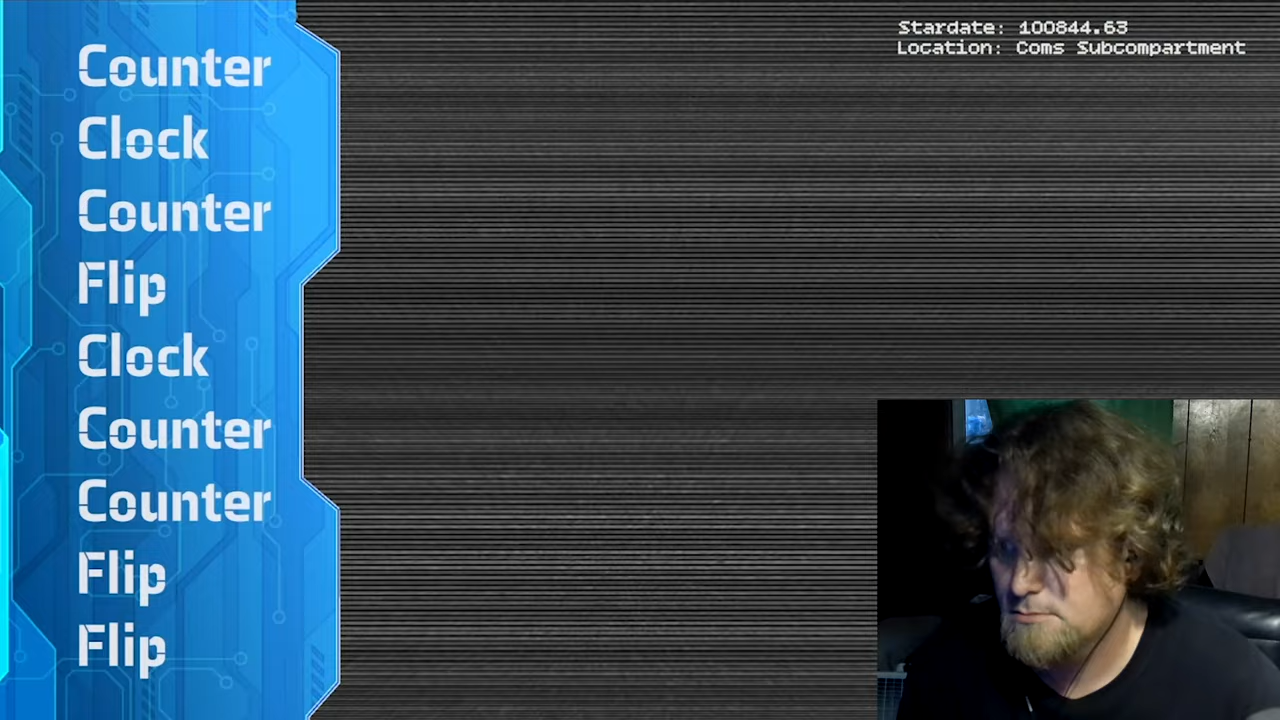 Counter
Clock
Counter
Flip
Clock
Counter
Counter
Flip
Flip
Stardate: 100844.63
Location: Coms Subcompartment